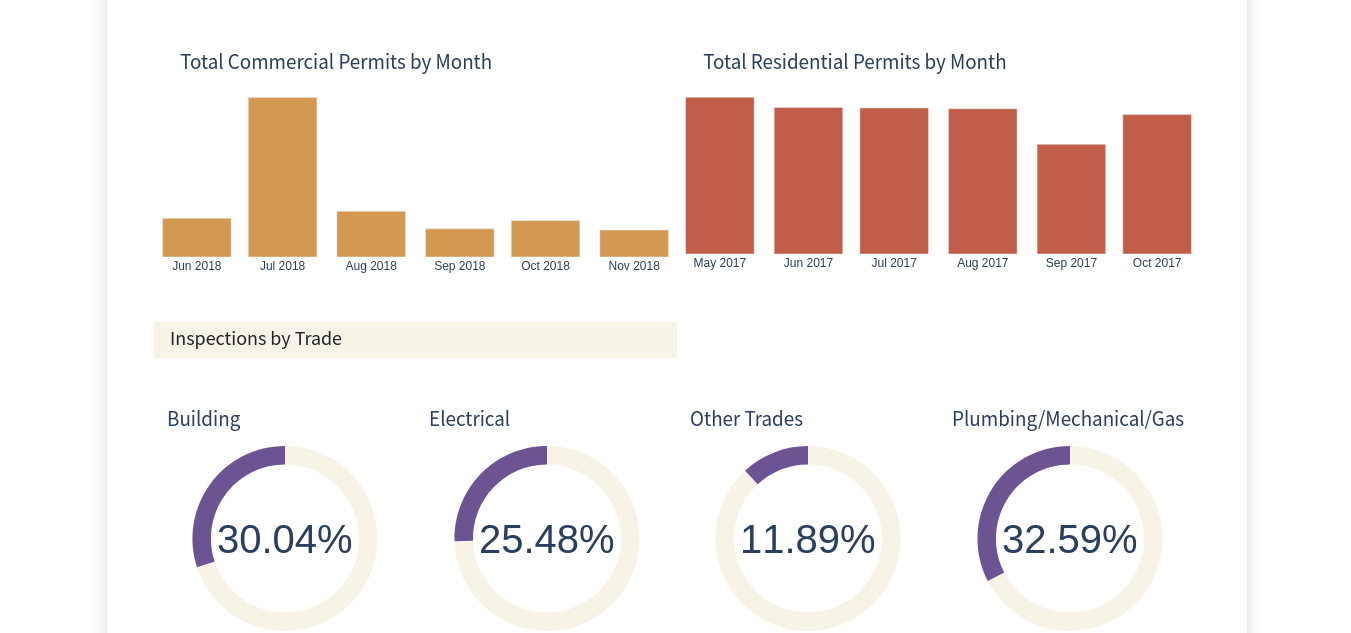 Total Commercial Permits by Month
Total Residential Permits by Month
Jun 2018
Jul 2018
Aug 2018
Sep 2018
Oct 2018
Nov 2018
May 2017
Jun 2017
Jul 2017
Aug 2017
Sep 2017
Oct 2017
Inspections by Trade
Building
Electrical
Other Trades
Plumbing/Mechanical/Gas
30.04%
25.48%
11.89%
32.59%